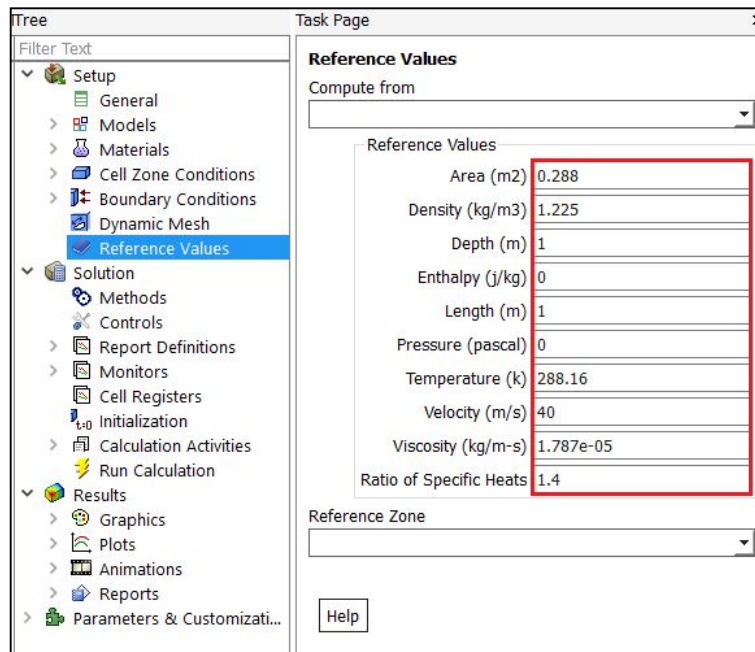 Tree
Filter Text
Setup
General
Models
Materials
Cell Zone Conditions
Boundary Conditions
Dynamic Mesh
Reference Values
Solution
Methods
Controls
Report Definitions
Monitors
Cell Registers
t=0 Initialization
Calculation Activities
Run Calculation
Results
Graphics
Plots
Animations
Reports
Parameters & Customizati...
Task Page
Reference Values
Compute from
Reference Values
Area (m2) 0.288
Density (kg/m3) 1.225
Depth (m) 1
Enthalpy (j/kg) 0
Length (m) 1
Pressure (pascal) 0
Temperature (k) 288.16
Velocity (m/s) 40
Viscosity (kg/m-s) 1.787e-05
Ratio of Specific Heats 1.4
Reference Zone
Help